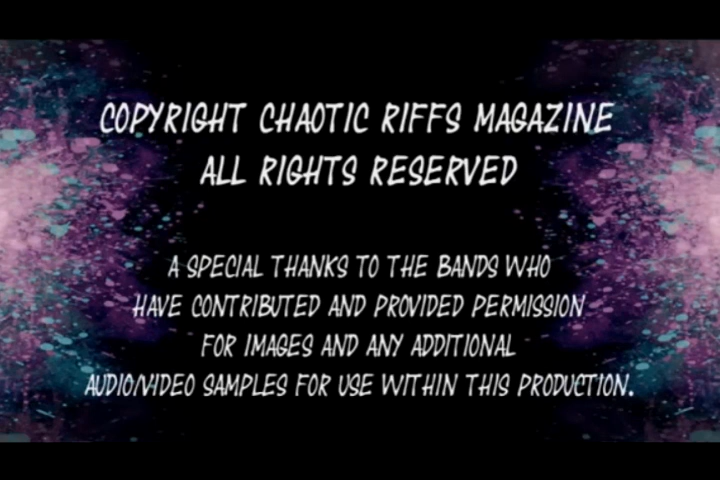 COPYRIGHT CHAOTIC RIFFS MAGAZINE
ALL RIGHTS RESERVED
A SPECIAL THANKS TO THE BANDS WHO
HAVE CONTRIBUTED AND PROVIDED PERMISSION
FOR IMAGES AND ANY ADDITIONAL
AUDIO/VIDEO SAMPLES FOR USE WITHIN THIS PRODUCTION.